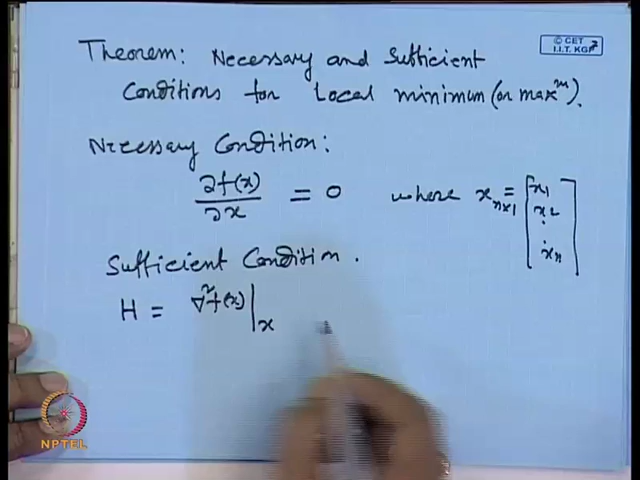 © CET
I.I.T. KGP
Theorem: Necessary and Sufficient
Conditions for Local minimum (or maxᵐ).
Necessary Condition:
∂f(x)/∂x = 0 where x_{n×1} = [x₁ x₂ : . xₙ]
Sufficient Condition.
H = ∇²f(x)|ₓ
NPTEL